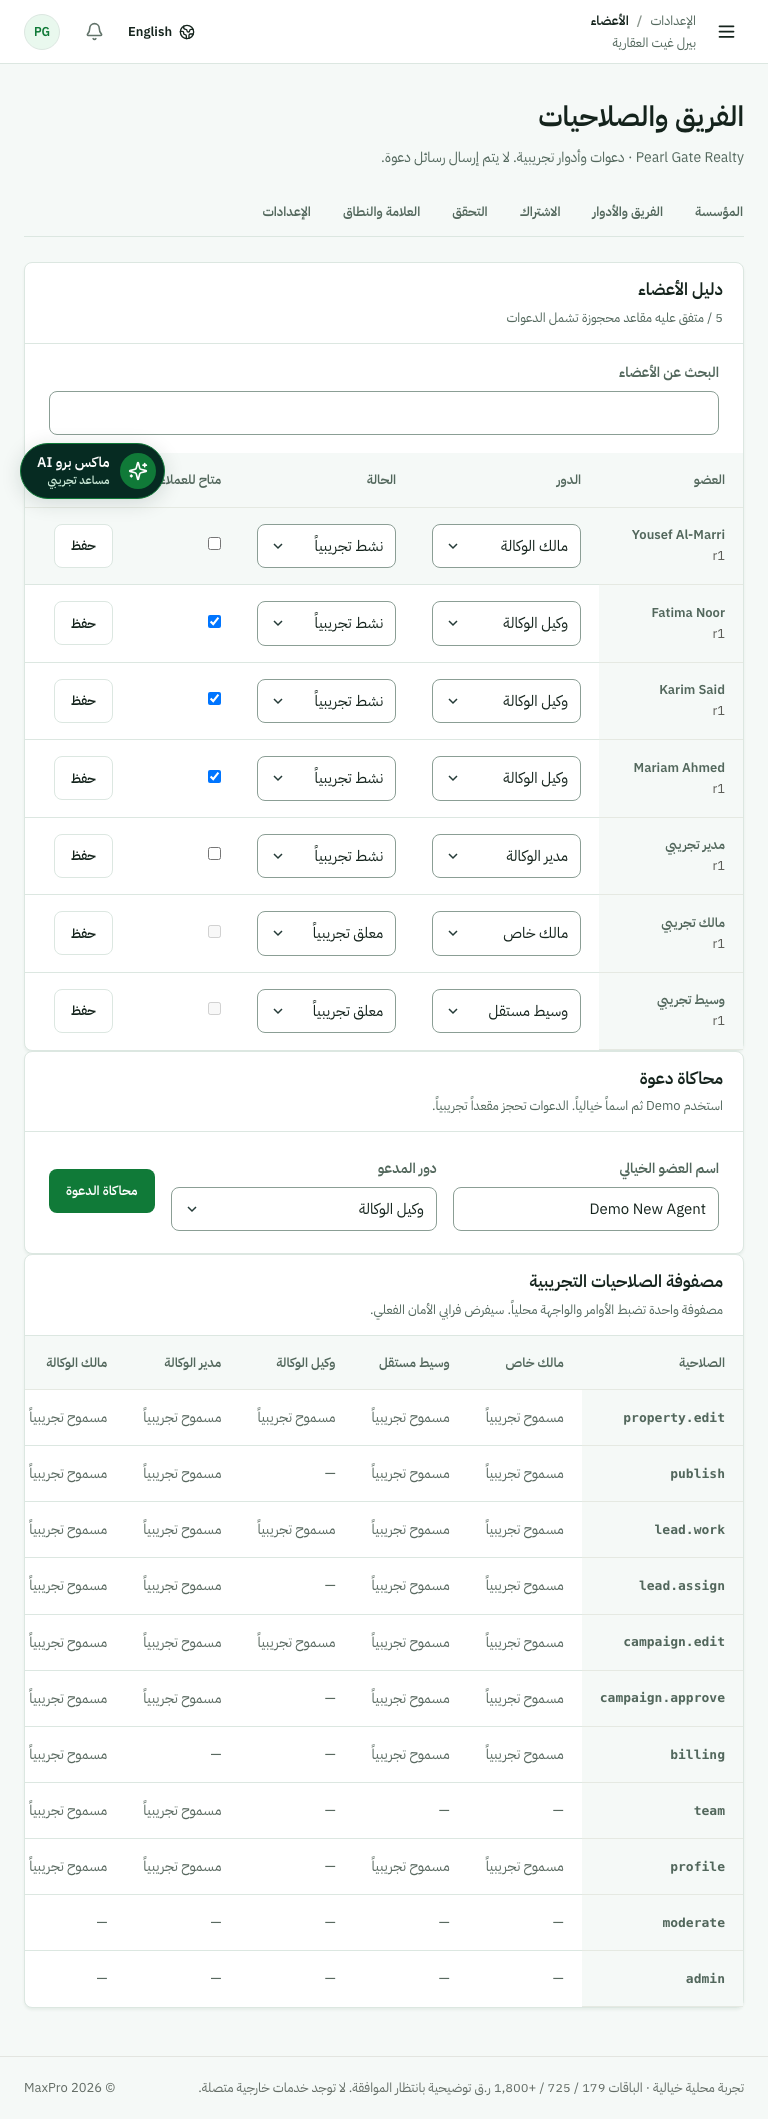 الإعدادات / الأعضاء
بيرل غيت العقارية
English
PG
الفريق والصلاحيات
Pearl Gate Realty · دعوات وأدوار تجريبية. لا يتم إرسال رسائل دعوة.
المؤسسة الفريق والأدوار الاشتراك التحقق العلامة والنطاق الإعدادات
دليل الأعضاء
5 / متفق عليه مقاعد محجوزة تشمل الدعوات
البحث عن الأعضاء
ماكس برو AI
مساعد تجريبي
العضو الدور الحالة متاح للعملاء
Yousef Al-Marri
r1
مالك الوكالة نشط تجريبياً حفظ
Fatima Noor
r1
وكيل الوكالة نشط تجريبياً حفظ
Karim Said
r1
وكيل الوكالة نشط تجريبياً حفظ
Mariam Ahmed
r1
وكيل الوكالة نشط تجريبياً حفظ
مدير تجريبي
r1
مدير الوكالة نشط تجريبياً حفظ
مالك تجريبي
r1
مالك خاص معلق تجريبياً حفظ
وسيط تجريبي
r1
وسيط مستقل معلق تجريبياً حفظ
محاكاة دعوة
استخدم Demo ثم اسماً خيالياً. الدعوات تحجز مقعداً تجريبياً.
اسم العضو الخيالي دور المدعو
Demo New Agent وكيل الوكالة محاكاة الدعوة
مصفوفة الصلاحيات التجريبية
مصفوفة واحدة تضبط الأوامر والواجهة محلياً. سيفرض فرابي الأمان الفعلي.
الصلاحية مالك خاص وسيط مستقل وكيل الوكالة مدير الوكالة مالك الوكالة
property.edit مسموح تجريبياً مسموح تجريبياً مسموح تجريبياً مسموح تجريبياً مسموح تجريبياً
publish مسموح تجريبياً مسموح تجريبياً — مسموح تجريبياً مسموح تجريبياً
lead.work مسموح تجريبياً مسموح تجريبياً مسموح تجريبياً مسموح تجريبياً مسموح تجريبياً
lead.assign مسموح تجريبياً مسموح تجريبياً — مسموح تجريبياً مسموح تجريبياً
campaign.edit مسموح تجريبياً مسموح تجريبياً مسموح تجريبياً مسموح تجريبياً مسموح تجريبياً
campaign.approve مسموح تجريبياً مسموح تجريبياً — مسموح تجريبياً مسموح تجريبياً
billing مسموح تجريبياً مسموح تجريبياً — — مسموح تجريبياً
team — — — مسموح تجريبياً مسموح تجريبياً
profile مسموح تجريبياً مسموح تجريبياً — مسموح تجريبياً مسموح تجريبياً
moderate — — — — —
admin — — — — —
تجربة محلية خيالية · الباقات 179 / 725 / +1,800 ر.ق توضيحية بانتظار الموافقة. لا توجد خدمات خارجية متصلة.
© 2026 MaxPro